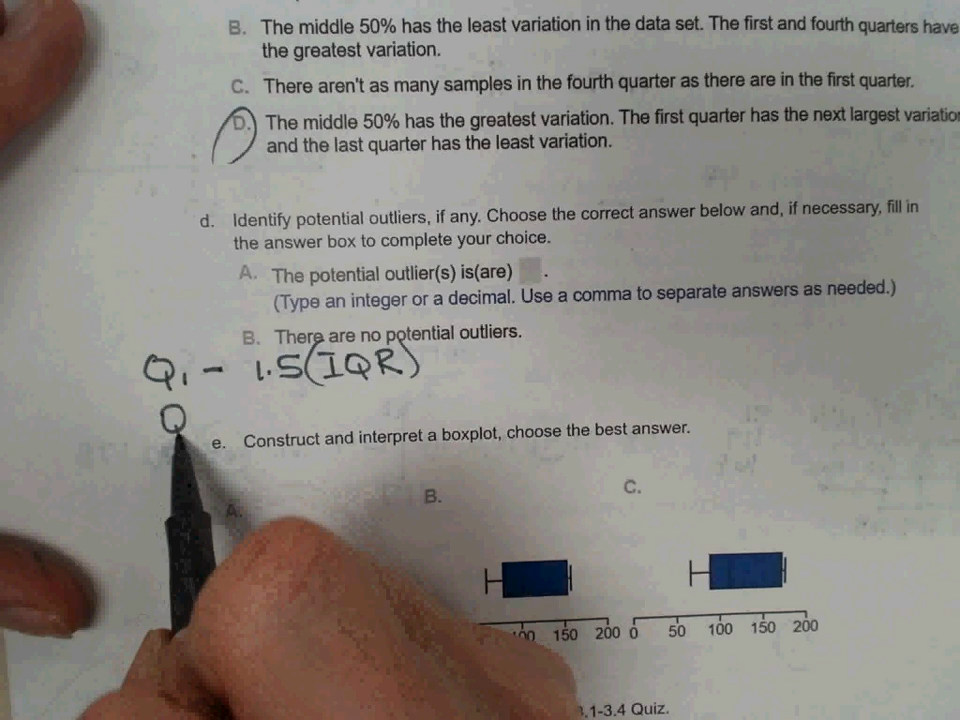 B. The middle 50% has the least variation in the data set. The first and fourth quarters have
the greatest variation.
C. There aren't as many samples in the fourth quarter as there are in the first quarter.
D. The middle 50% has the greatest variation. The first quarter has the next largest variation
and the last quarter has the least variation.
d. Identify potential outliers, if any. Choose the correct answer below and, if necessary, fill in
the answer box to complete your choice.
A. The potential outlier(s) is(are) .
(Type an integer or a decimal. Use a comma to separate answers as needed.)
B. There are no potential outliers.
Q1 - 1.5(IQR)
Q
e. Construct and interpret a boxplot, choose the best answer.
A. B. C.
100 150 200 0 50 100 150 200
.1-3.4 Quiz.